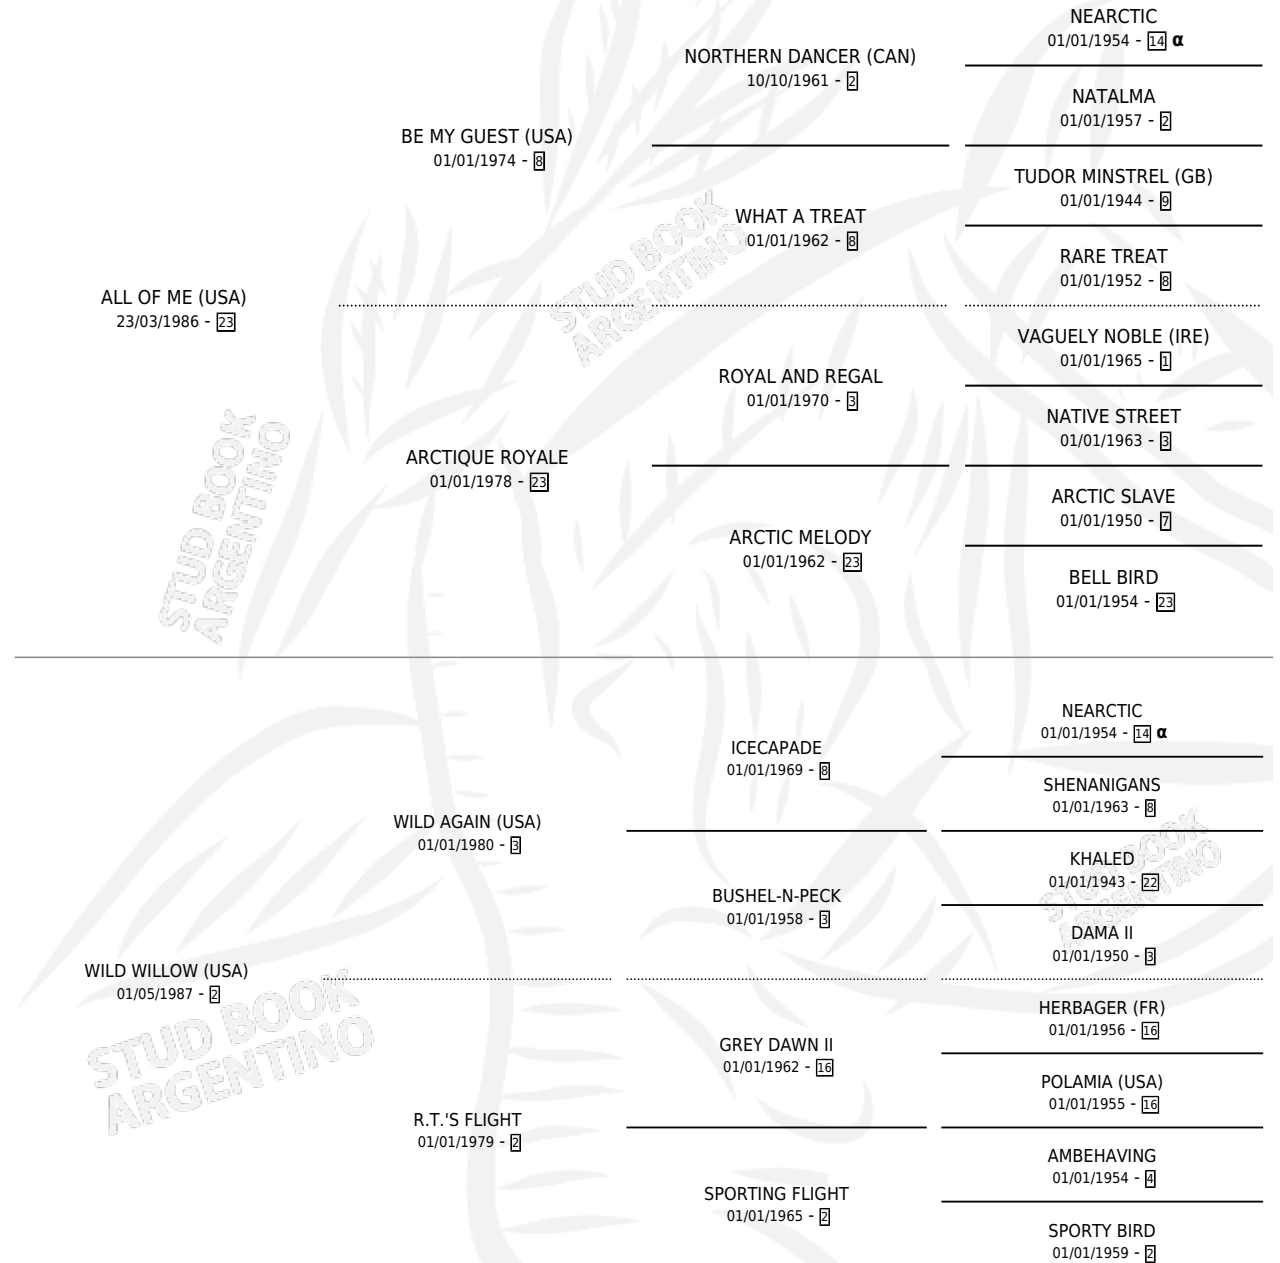 NEARCTIC
01/01/1954 - 14 α
NORTHERN DANCER (CAN)
10/10/1961 - 2
NATALMA
01/01/1957 - 2
BE MY GUEST (USA)
01/01/1974 - 8
TUDOR MINSTREL (GB)
01/01/1944 - 9
WHAT A TREAT
01/01/1962 - 8
RARE TREAT
01/01/1952 - 8
ALL OF ME (USA)
23/03/1986 - 23
VAGUELY NOBLE (IRE)
01/01/1965 - 1
ROYAL AND REGAL
01/01/1970 - 3
NATIVE STREET
01/01/1963 - 3
ARCTIQUE ROYALE
01/01/1978 - 23
ARCTIC SLAVE
01/01/1950 - 7
ARCTIC MELODY
01/01/1962 - 23
BELL BIRD
01/01/1954 - 23
STUD BOOK
ARGENTINO
STUD BOOK
ARGENTINO
NEARCTIC
01/01/1954 - 14 α
ICECAPADE
01/01/1969 - 8
SHENANIGANS
01/01/1963 - 8
WILD AGAIN (USA)
01/01/1980 - 3
KHALED
01/01/1943 - 22
BUSHEL-N-PECK
01/01/1958 - 3
DAMA II
01/01/1950 - 3
WILD WILLOW (USA)
01/05/1987 - 2
HERBAGER (FR)
01/01/1956 - 16
GREY DAWN II
01/01/1962 - 16
POLAMIA (USA)
01/01/1955 - 16
R.T.'S FLIGHT
01/01/1979 - 2
AMBEHAVING
01/01/1954 - 4
SPORTING FLIGHT
01/01/1965 - 2
SPORTY BIRD
01/01/1959 - 2
STUD BOOK
ARGENTINO
STUD BOOK
ARGENTINO